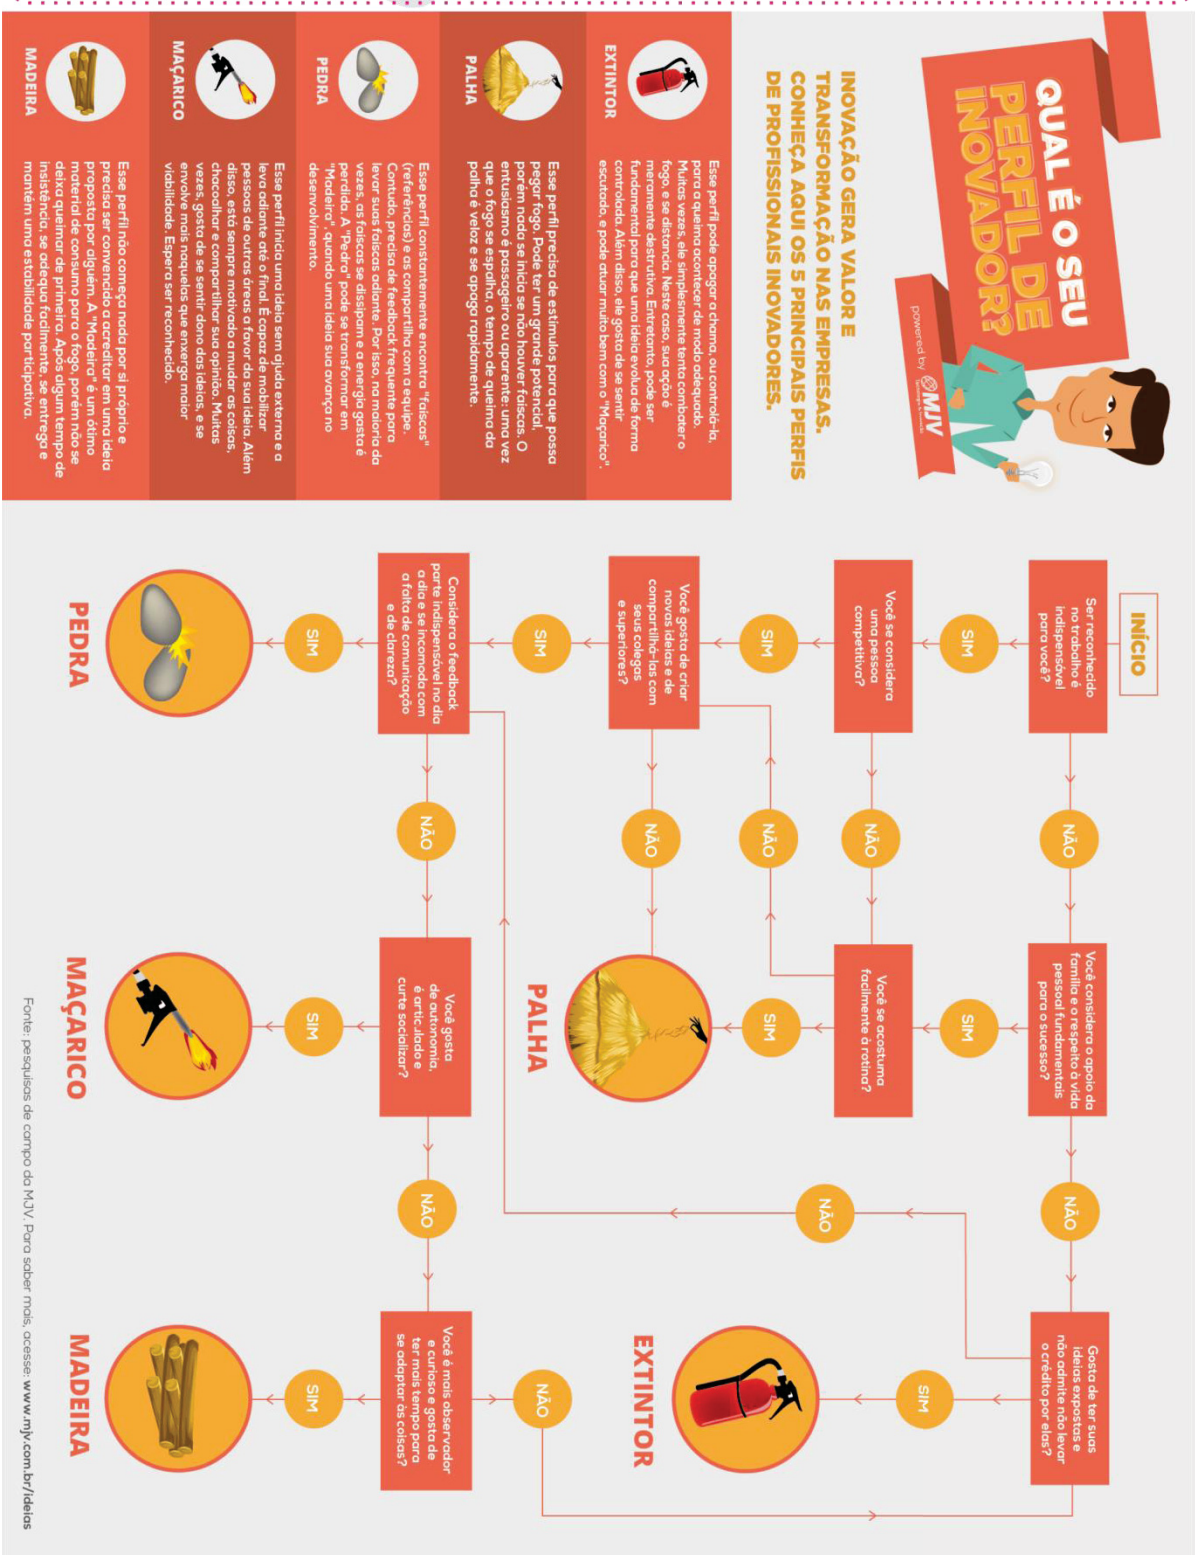 QUAL É O SEU
PERFIL DE
INOVADOR?
powered by MJV
INOVAÇÃO GERA VALOR E
TRANSFORMAÇÃO NAS EMPRESAS.
CONHEÇA AQUI OS 5 PRINCIPAIS PERFIS
DE PROFISSIONAIS INOVADORES.
EXTINTOR
Esse perfil pode apagar a chama, ou controlá-la,
para a queima acontecer de modo adequado.
Muitas vezes, ele simplesmente tenta combater o
fogo, e se distancia. Neste caso, sua ação é
meramente destrutiva. Entretanto, pode ser
fundamental para que uma ideia evolua de forma
controlada. Além disso, ele gosta de se sentir
escutado, e pode atuar muito bem com o "Maçarico".
PALHA
Esse perfil precisa de estímulos para que possa
pegar fogo. Pode ter um grande potencial,
porém nada se inicia se não houver faíscas. O
entusiasmo é passageiro ou aparente: uma vez
que o fogo se espalha, o tempo de queima da
palha é veloz e se apaga rapidamente.
PEDRA
Esse perfil constantemente encontra "faíscas"
(referências) e as compartilha com a equipe.
Contudo, precisa de feedback frequente para
levar suas faíscas adiante. Por isso, na maioria da
vezes, as faíscas se dissipam e a energia gasta é
perdida. A "Pedra" pode se transformar em
"Madeira", quando uma ideia sua avança no
desenvolvimento.
MAÇARICO
Esse perfil inicia uma ideia sem ajuda externa e a
leva adiante até o final. É capaz de mobilizar
pessoas de outras áreas a favor da sua ideia. Além
disso, está sempre motivado a mudar as coisas,
chacoalhar e compartilhar sua opinião. Muitas
vezes, gosta de se sentir dono das ideias, e se
envolve mais naquelas que enxerga maior
viabilidade. Espera ser reconhecido.
MADEIRA
Esse perfil não começa nada por si próprio e
precisa ser convencido a acreditar em uma ideia
proposta por alguém. A "Madeira" é um ótimo
material de consumo para o fogo, porém não se
deixa queimar de primeira. Após algum tempo de
insistência, se adequa facilmente, se entrega e
mantém uma estabilidade participativa.
INÍCIO
Ser reconhecido
no trabalho é
indispensável
para você?
NÃO
Você considera o apoio da
família e o respeito à vida
pessoal fundamentais
para o sucesso?
NÃO
Gosta de ter suas
ideias expostas e
não admite não levar
o crédito por elas?
SIM
SIM
SIM
Você se considera
uma pessoa
competitiva?
NÃO
Você se acostuma
facilmente à rotina?
NÃO
SIM
NÃO
SIM
EXTINTOR
Você gosta de criar
novas ideias e de
compartilhá-las com
seus colegas
e superiores?
NÃO
PALHA
SIM
NÃO
Considera o feedback
parte indispensável no dia
a dia e se incomoda com
a falta de comunicação
e de clareza?
NÃO
Você gosta
de autonomia,
é articulado e
curte socializar?
NÃO
Você é mais observador
e curioso e gosta de
ter mais tempo para
se adaptar às coisas?
SIM
SIM
SIM
PEDRA
MAÇARICO
MADEIRA
Fonte: pesquisas de campo da MJV. Para saber mais, acesse: www.mjv.com.br/ideias